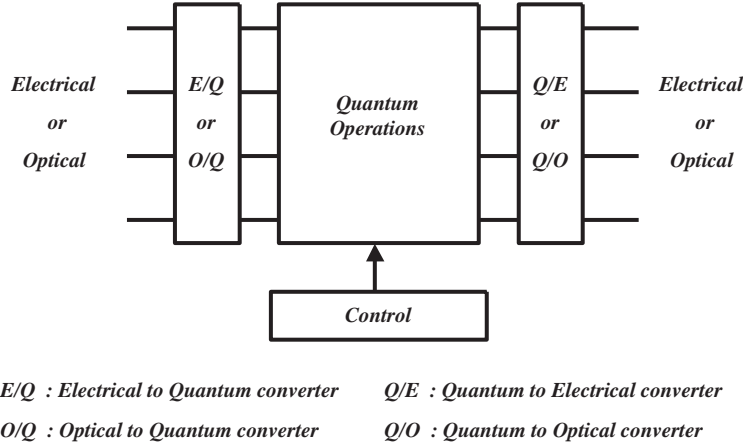 Electrical
or
Optical
E/Q
or
O/Q
Quantum
Operations
Q/E
or
Q/O
Electrical
or
Optical
Control
E/Q : Electrical to Quantum converter
Q/E : Quantum to Electrical converter
O/Q : Optical to Quantum converter
Q/O : Quantum to Optical converter